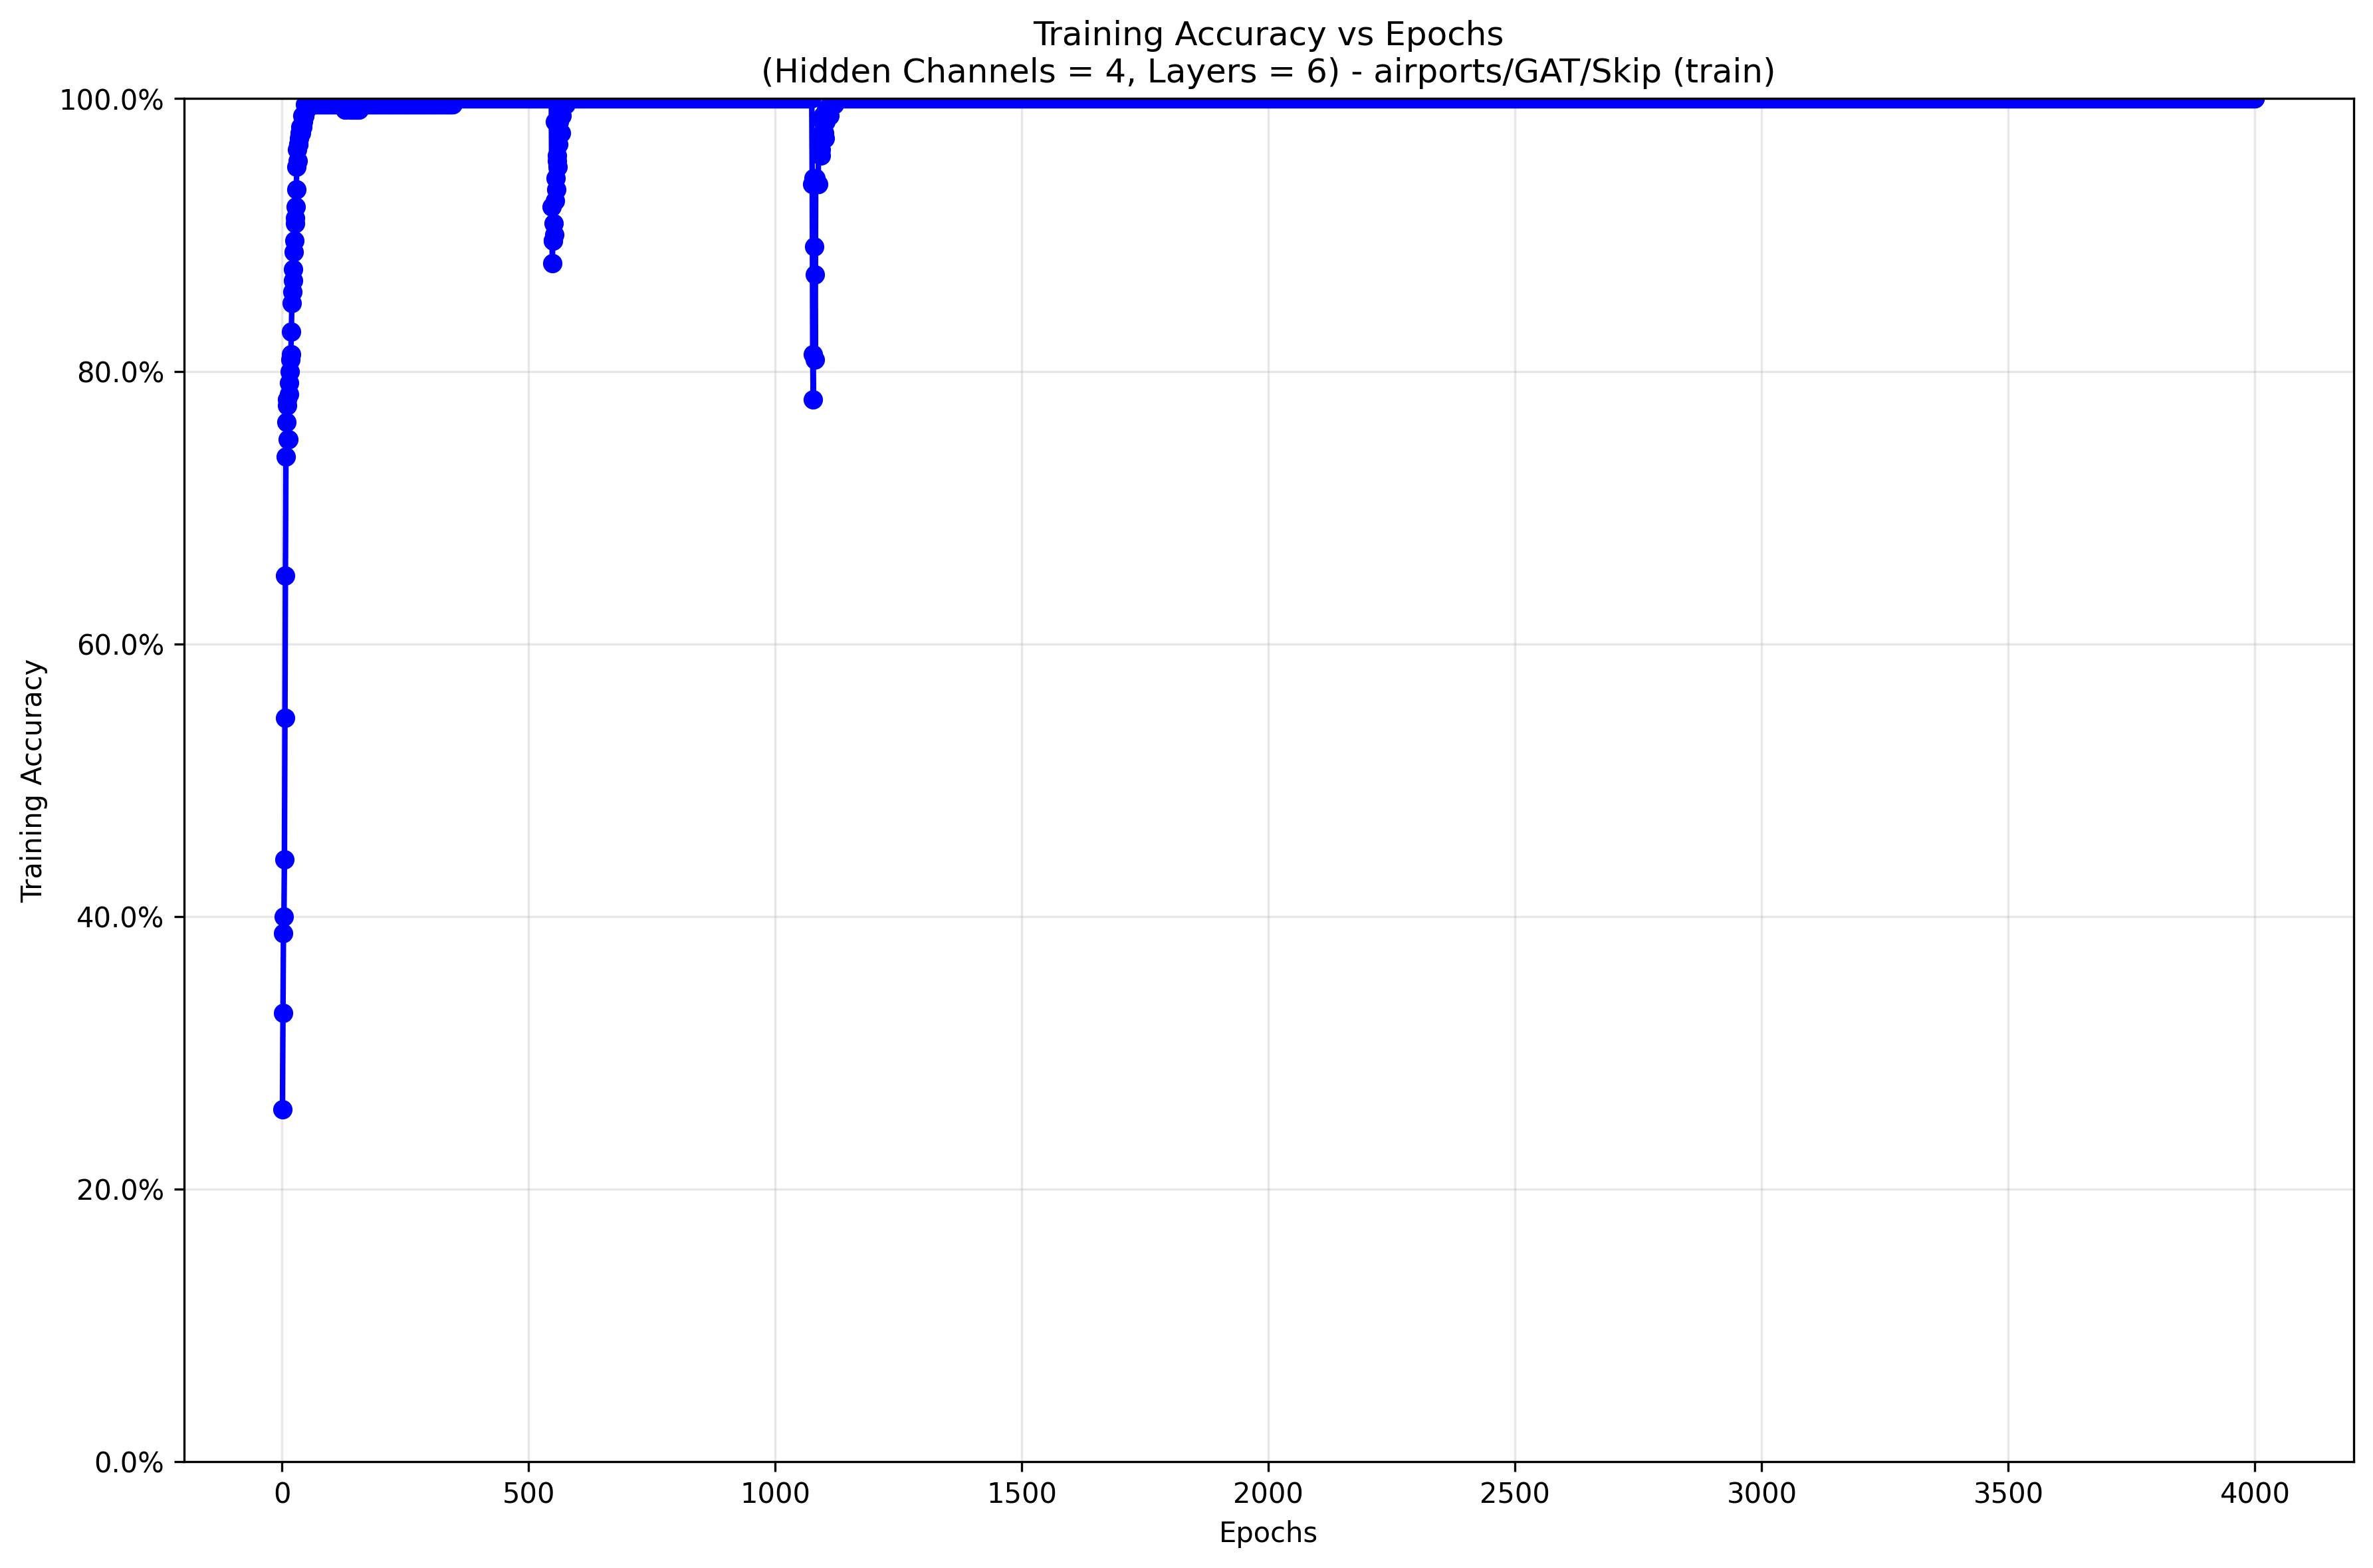 Training Accuracy vs Epochs
(Hidden Channels = 4, Layers = 6) - airports/GAT/Skip (train)
100.0%
80.0%
60.0%
40.0%
20.0%
0.0%
Training Accuracy
0 500 1000 1500 2000 2500 3000 3500 4000
Epochs